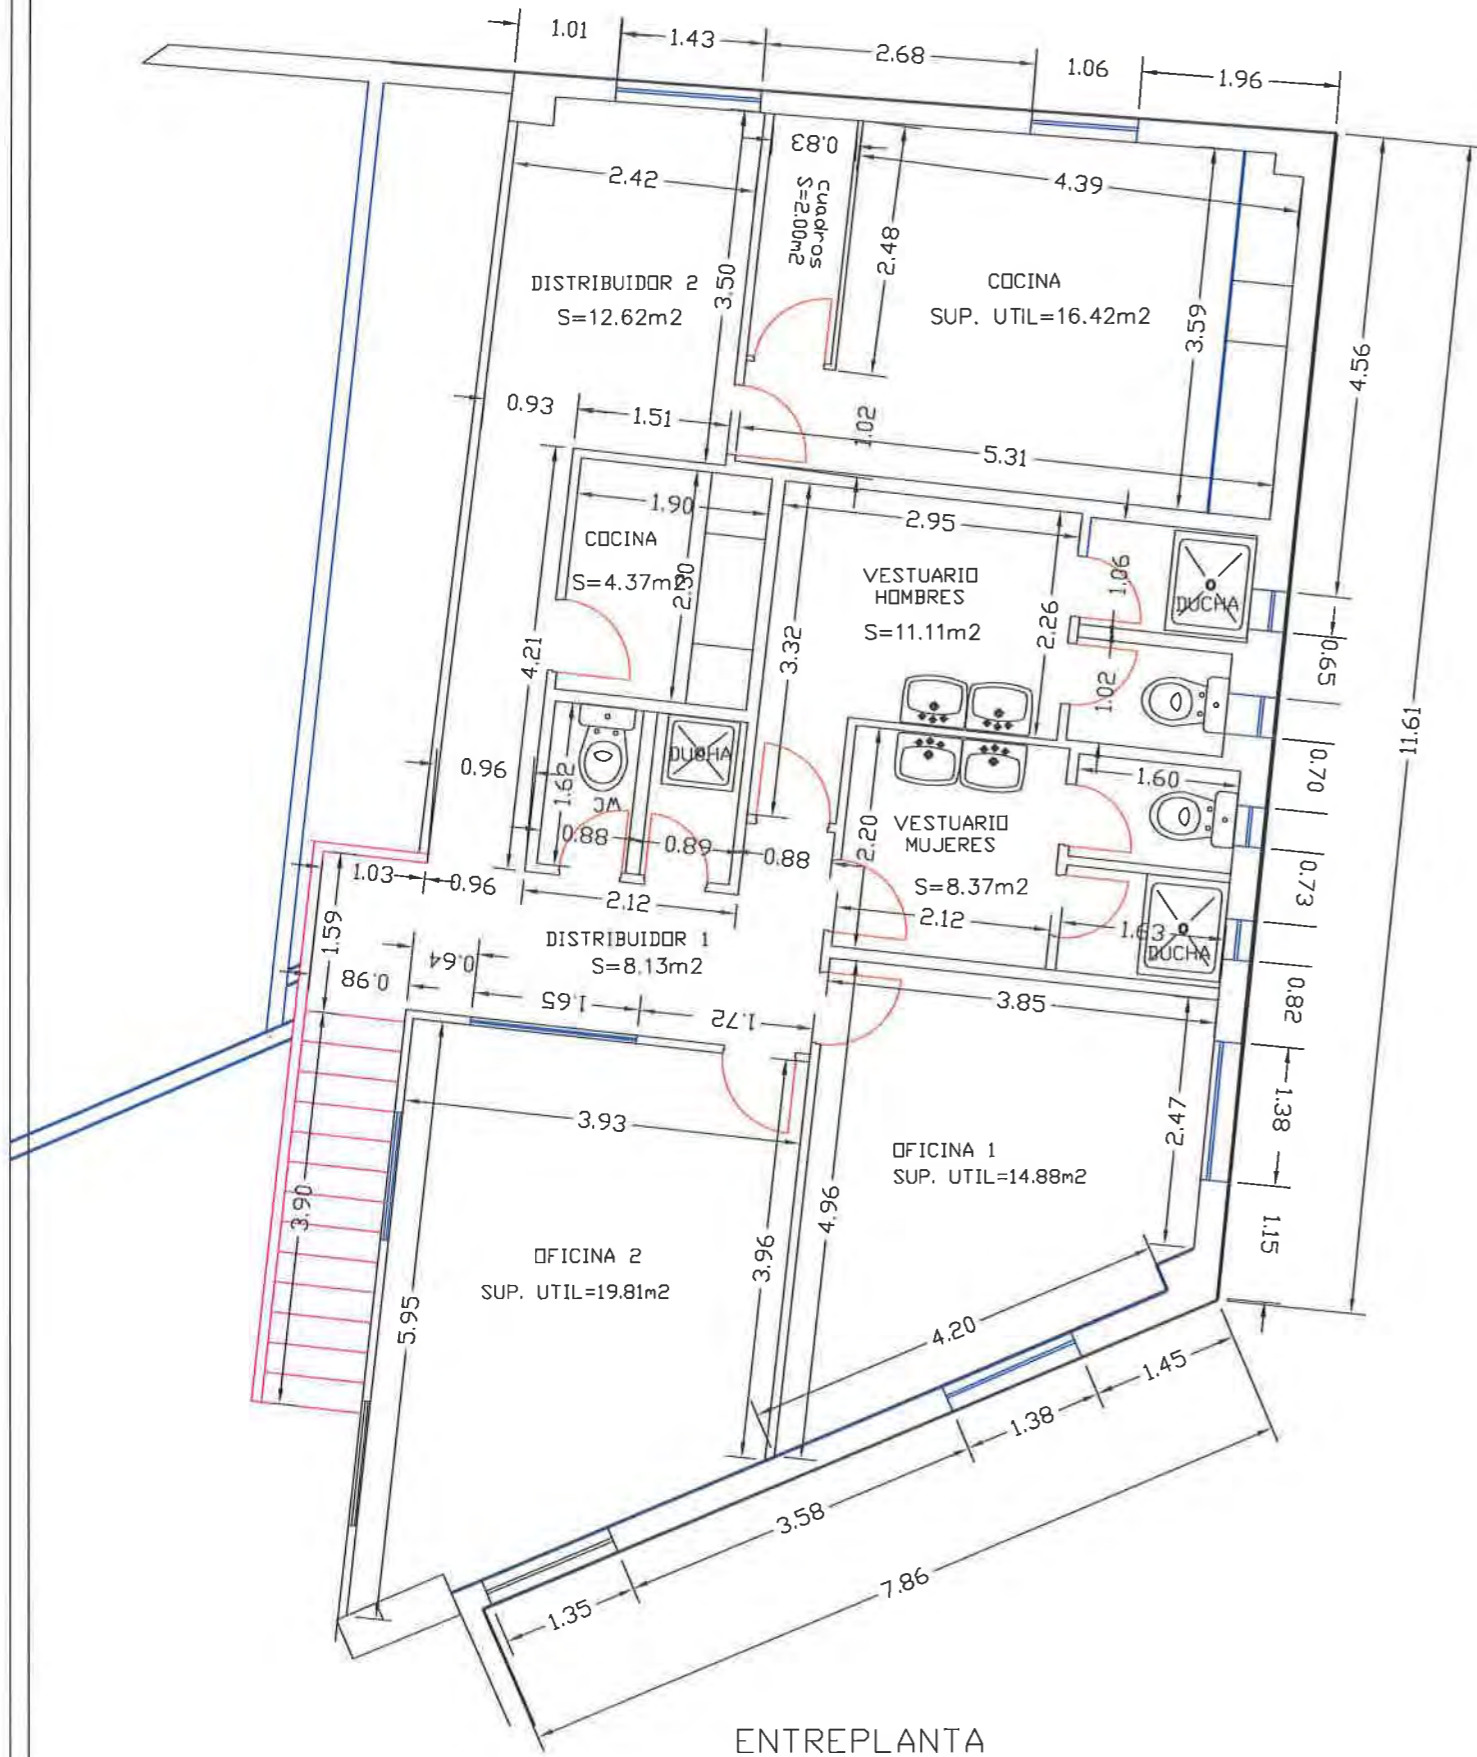 1.01
1.43
2.68
1.06
1.96
0.83
2.42
4.39
Cuadros
S=2.00m2
2.48
3.50
DISTRIBUIDOR 2
S=12.62m2
COCINA
SUP. UTIL=16.42m2
3.59
4.56
0.93
1.51
1.02
5.31
1.90
2.95
COCINA
S=4.37m2
2.30
VESTUARIO
HOMBRES
S=11.11m2
1.06
DUCHA
2.26
3.32
4.21
0.65
1.02
11.61
0.96
1.62
WC
DUCHA
0.88
0.89
0.88
1.60
0.70
VESTUARIO
MUJERES
2.20
S=8.37m2
2.12
1.63
DUCHA
0.73
1.03
0.96
2.12
1.59
DISTRIBUIDOR 1
S=8.13m2
0.98
0.64
1.65
1.72
3.85
0.82
3.93
2.47
1.38
OFICINA 1
SUP. UTIL=14.88m2
3.90
4.96
1.15
OFICINA 2
SUP. UTIL=19.81m2
3.96
5.95
4.20
1.45
1.38
3.58
7.86
1.35
ENTREPLANTA